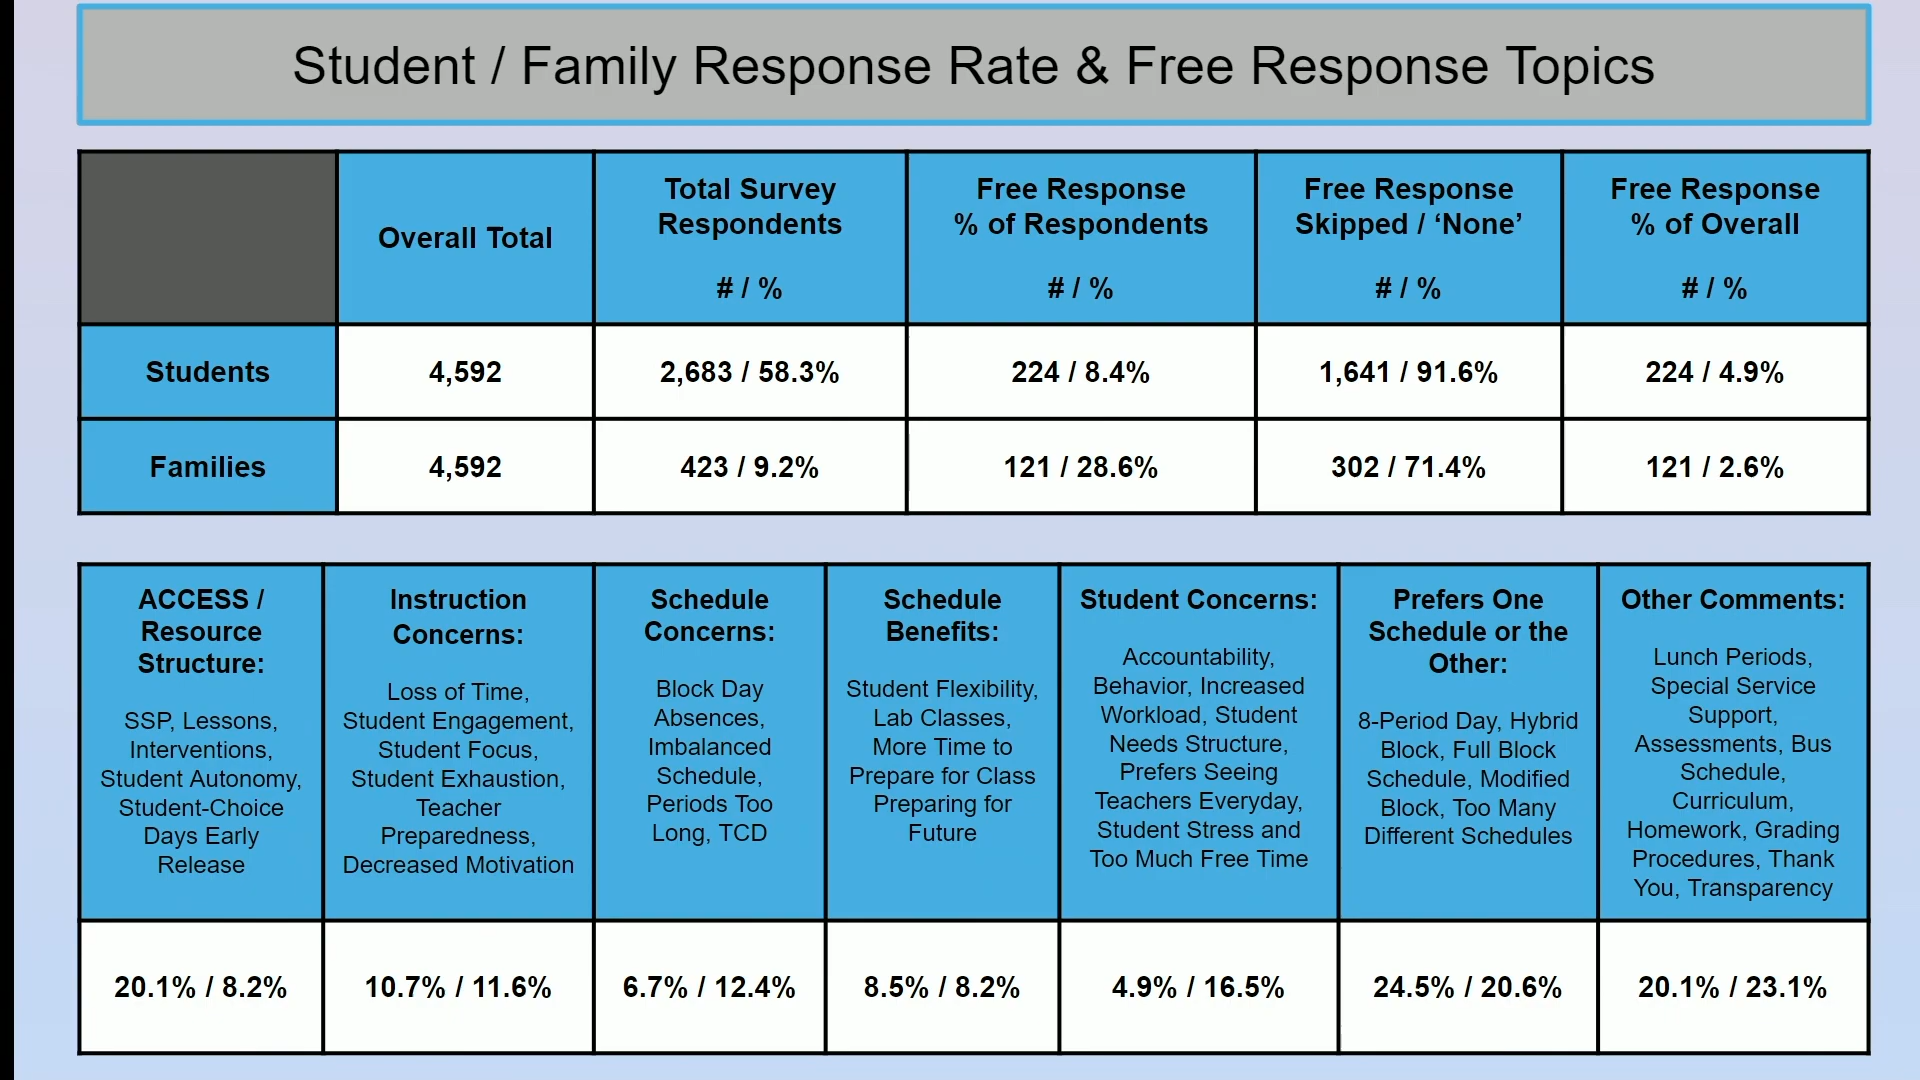 Student / Family Response Rate & Free Response Topics
Overall Total
Total Survey
Respondents
# / %
Free Response
% of Respondents
# / %
Free Response
Skipped / ‘None’
# / %
Free Response
% of Overall
# / %
Students
4,592
2,683 / 58.3%
224 / 8.4%
1,641 / 91.6%
224 / 4.9%
Families
4,592
423 / 9.2%
121 / 28.6%
302 / 71.4%
121 / 2.6%
ACCESS /
Resource
Structure:
SSP, Lessons,
Interventions,
Student Autonomy,
Student-Choice
Days Early
Release
Instruction
Concerns:
Loss of Time,
Student Engagement,
Student Focus,
Student Exhaustion,
Teacher
Preparedness,
Decreased Motivation
Schedule
Concerns:
Block Day
Absences,
Imbalanced
Schedule,
Periods Too
Long, TCD
Schedule
Benefits:
Student Flexibility,
Lab Classes,
More Time to
Prepare for Class
Preparing for
Future
Student Concerns:
Accountability,
Behavior, Increased
Workload, Student
Needs Structure,
Prefers Seeing
Teachers Everyday,
Student Stress and
Too Much Free Time
Prefers One
Schedule or the
Other:
8-Period Day, Hybrid
Block, Full Block
Schedule, Modified
Block, Too Many
Different Schedules
Other Comments:
Lunch Periods,
Special Service
Support,
Assessments, Bus
Schedule,
Curriculum,
Homework, Grading
Procedures, Thank
You, Transparency
20.1% / 8.2%
10.7% / 11.6%
6.7% / 12.4%
8.5% / 8.2%
4.9% / 16.5%
24.5% / 20.6%
20.1% / 23.1%